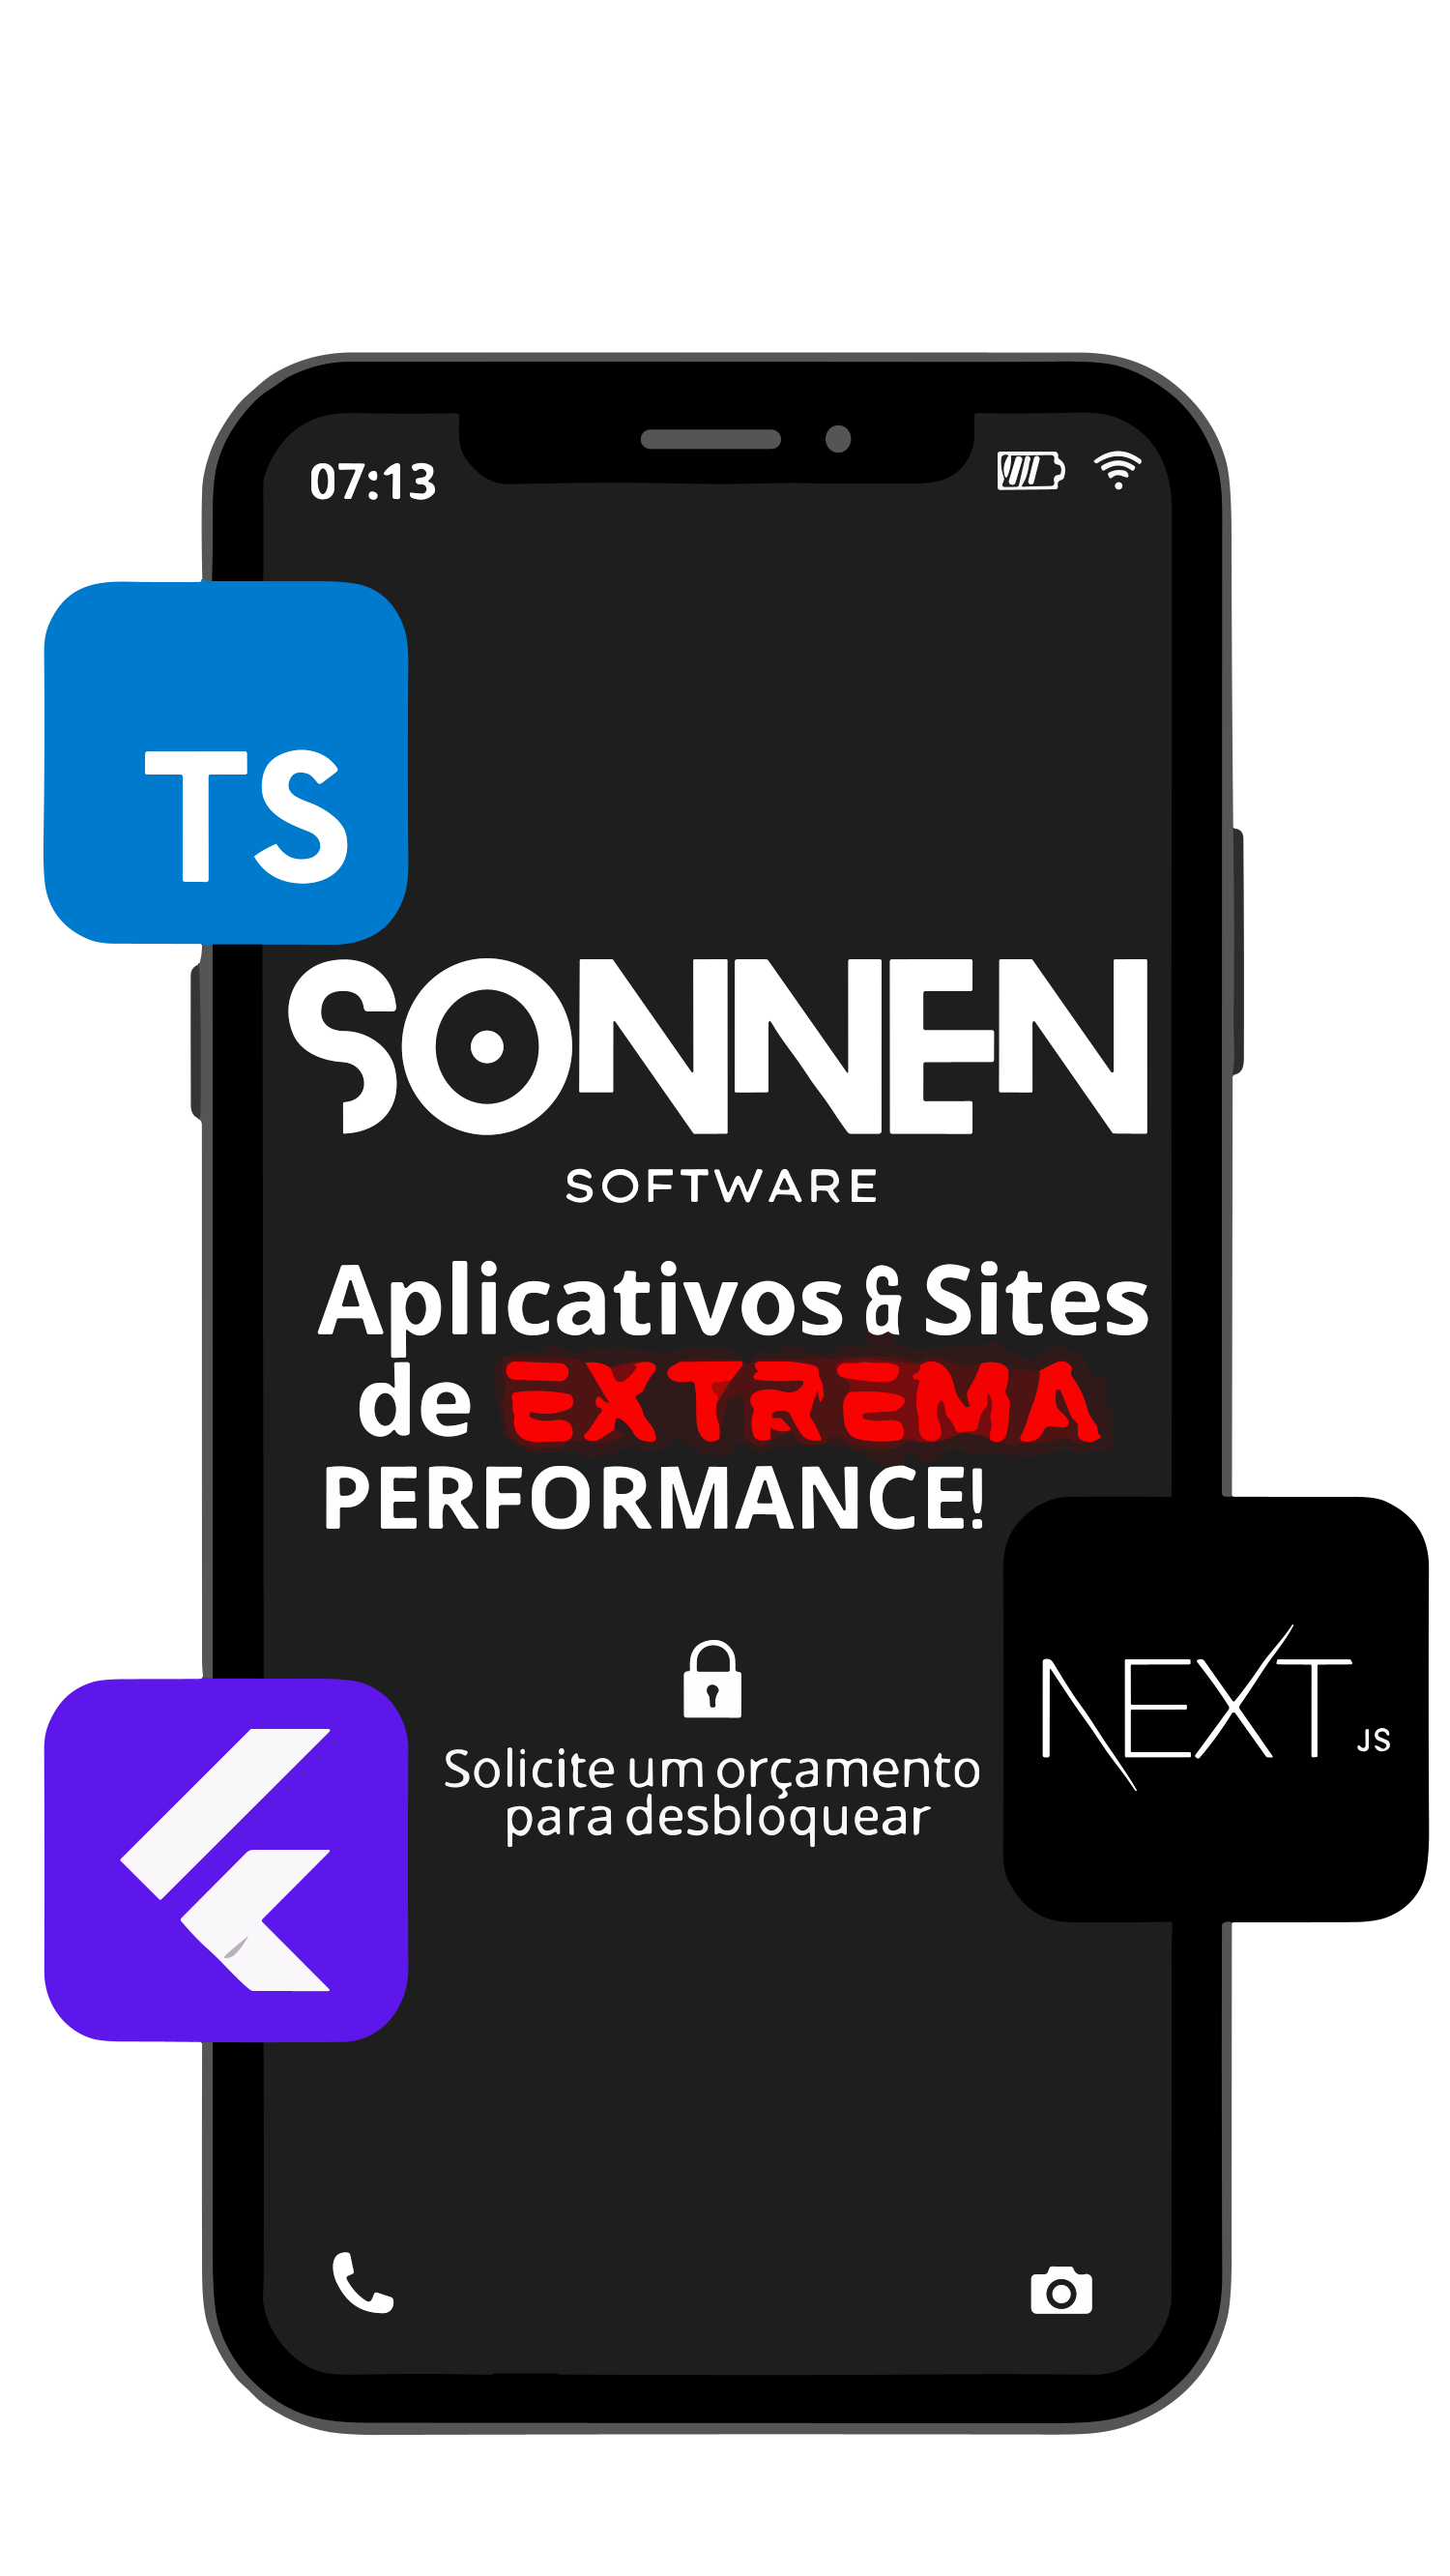 07:13
TS
SONNEN
SOFTWARE
Aplicativos & Sites
de EXTREMA
PERFORMANCE!
NEXT
JS
Solicite um orçamento
para desbloquear